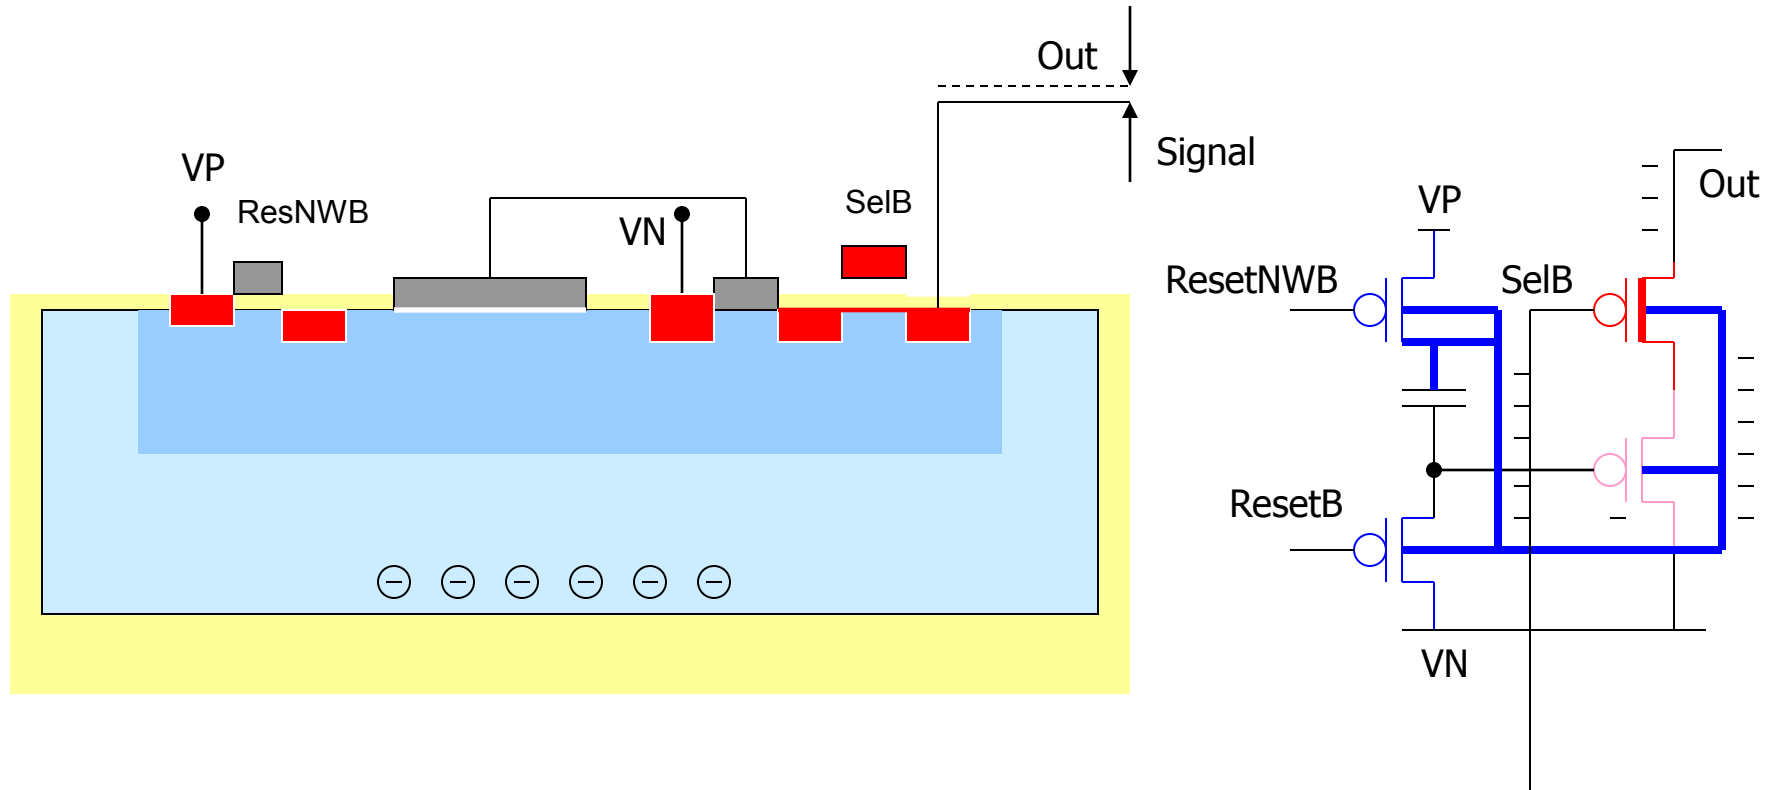 Out
Signal
VP
ResNWB
VN
SelB
Out
VP
ResetNWB
SelB
ResetB
VN